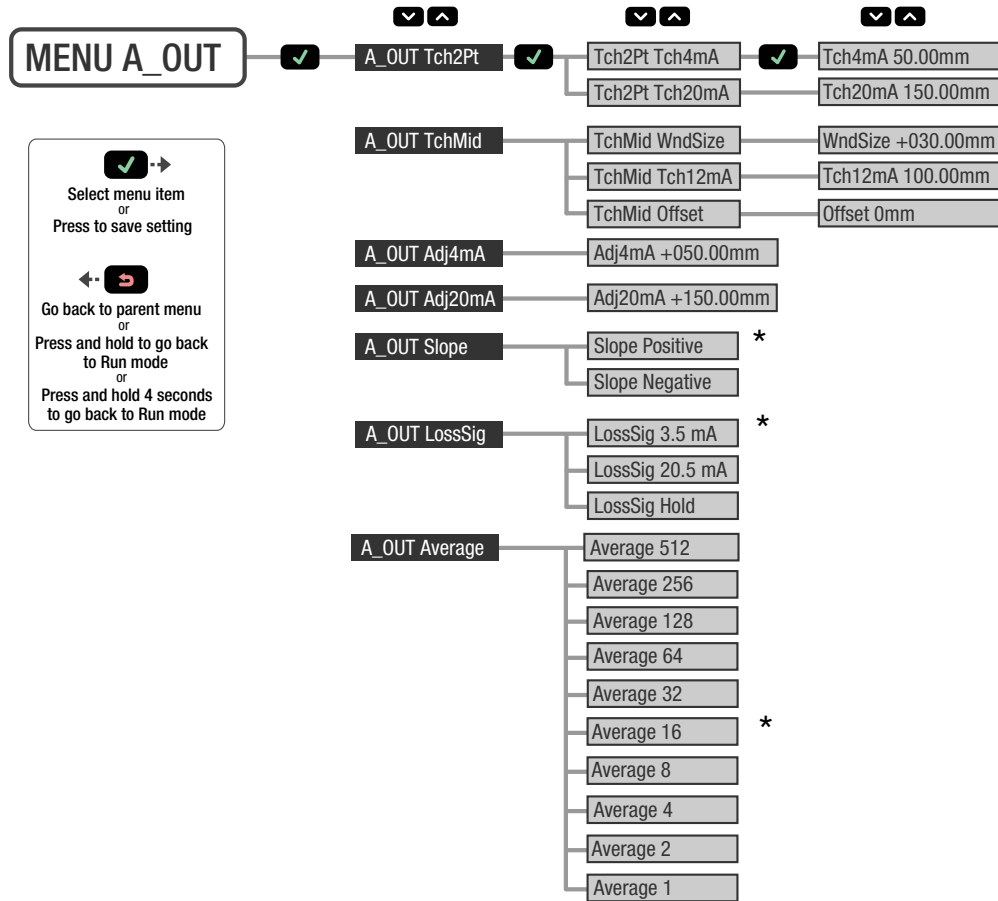 MENU A_OUT
A_OUT Tch2Pt
Tch2Pt Tch4mA
Tch4mA 50.00mm
Tch2Pt Tch20mA
Tch20mA 150.00mm
Select menu item
or
Press to save setting
Go back to parent menu
or
Press and hold to go back
to Run mode
or
Press and hold 4 seconds
to go back to Run mode
A_OUT TchMid
TchMid WndSize
WndSize +030.00mm
TchMid Tch12mA
Tch12mA 100.00mm
TchMid Offset
Offset 0mm
A_OUT Adj4mA
Adj4mA +050.00mm
A_OUT Adj20mA
Adj20mA +150.00mm
A_OUT Slope
Slope Positive *
Slope Negative
A_OUT LossSig
LossSig 3.5 mA *
LossSig 20.5 mA
LossSig Hold
A_OUT Average
Average 512
Average 256
Average 128
Average 64
Average 32
Average 16 *
Average 8
Average 4
Average 2
Average 1